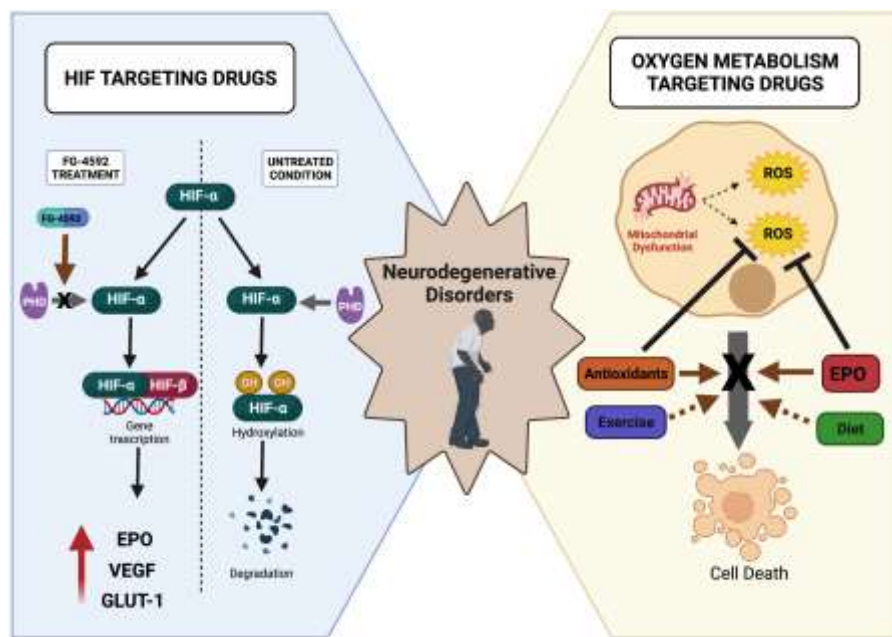 HIF TARGETING DRUGS
FG-4592
TREATMENT
UNTREATED
CONDITION
HIF-α
FG-4592
PHD
X
HIF-α
HIF-α
PHD
HIF-α
HIF-β
Gene
trascription
OH
OH
HIF-α
Hydroxylation
EPO
VEGF
GLUT-1
Degradation
Neurodegenerative
Disorders
OXYGEN METABOLISM
TARGETING DRUGS
ROS
ROS
Mitochondrial
Dysfunction
Antioxidants
X
EPO
Exercise
Diet
Cell Death